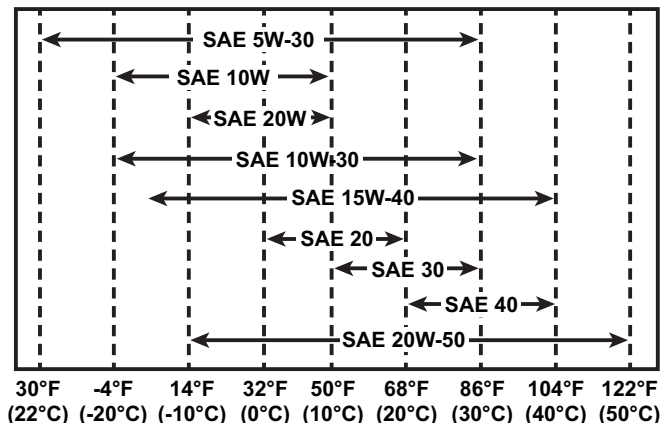 SAE 5W-30
SAE 10W
SAE 20W
SAE 10W-30
SAE 15W-40
SAE 20
SAE 30
SAE 40
SAE 20W-50
30°F -4°F 14°F 32°F 50°F 68°F 86°F 104°F 122°F
(22°C) (-20°C) (-10°C) (0°C) (10°C) (20°C) (30°C) (40°C) (50°C)